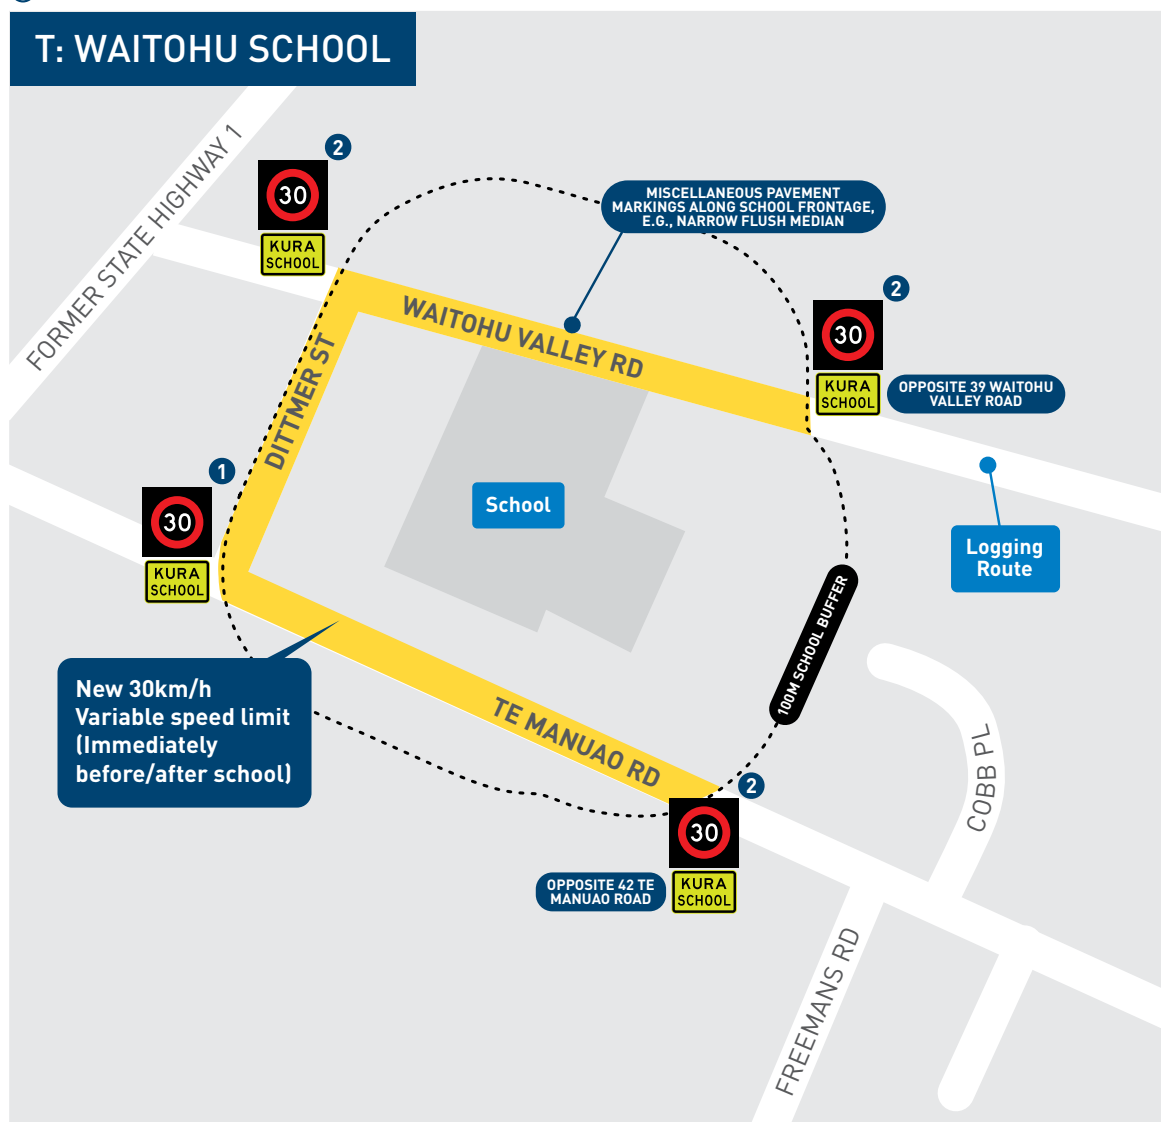 T: WAITOHU SCHOOL
FORMER STATE HIGHWAY 1
2
30
KURA
SCHOOL
MISCELLANEOUS PAVEMENT
MARKINGS ALONG SCHOOL FRONTAGE,
E.G., NARROW FLUSH MEDIAN
WAITOHU VALLEY RD
2
30
KURA
SCHOOL
OPPOSITE 39 WAITOHU
VALLEY ROAD
DITTMER ST
1
30
KURA
SCHOOL
School
Logging
Route
100M SCHOOL BUFFER
New 30km/h
Variable speed limit
(Immediately
before/after school)
TE MANUAO RD
COBB PL
2
30
KURA
SCHOOL
OPPOSITE 42 TE
MANUAO ROAD
FREEMANS RD